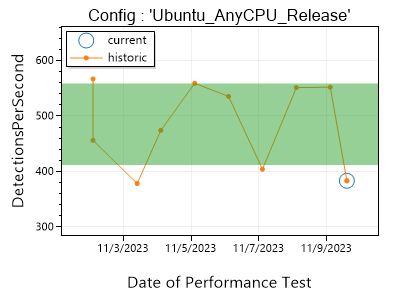 Config : 'Ubuntu_AnyCPU_Release'
current
historic
DetectionsPerSecond
600
500
400
300
11/3/2023
11/5/2023
11/7/2023
11/9/2023
Date of Performance Test